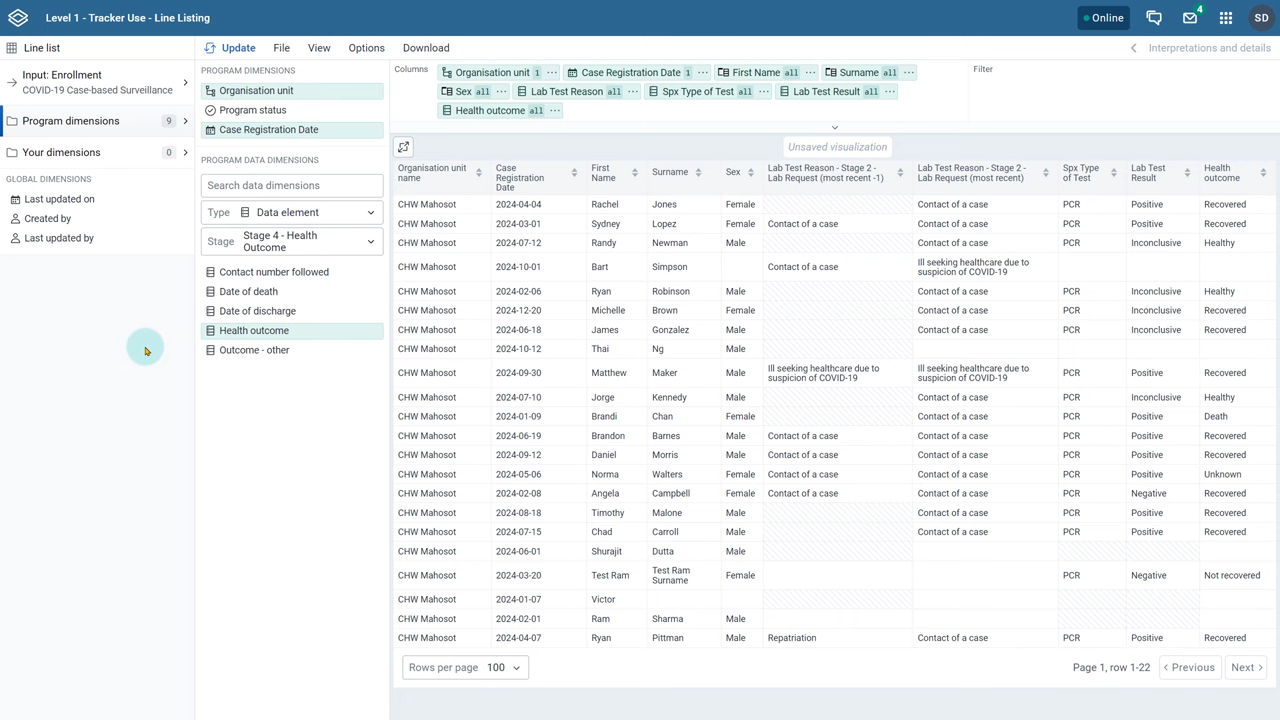 Level 1 - Tracker Use - Line Listing
Online
4
SD
Line list
Update
File
View
Options
Download
Interpretations and details
Input: Enrollment
COVID-19 Case-based Surveillance
Program dimensions
9
Your dimensions
0
GLOBAL DIMENSIONS
Last updated on
Created by
Last updated by
PROGRAM DIMENSIONS
Organisation unit
Program status
Case Registration Date
PROGRAM DATA DIMENSIONS
Search data dimensions
Type Data element
Stage Stage 4 - Health
Outcome
Contact number followed
Date of death
Date of discharge
Health outcome
Outcome - other
Columns
Organisation unit 1 ··· Case Registration Date 1 ··· First Name all ··· Surname all ···
Sex all ··· Lab Test Reason all ··· Spx Type of Test all ··· Lab Test Result all ···
Health outcome all ···
Filter
Unsaved visualization
Organisation unit name Case Registration Date First Name Surname Sex Lab Test Reason - Stage 2 - Lab Request (most recent -1) Lab Test Reason - Stage 2 - Lab Request (most recent) Spx Type of Test Lab Test Result Health outcome
CHW Mahosot 2024-04-04 Rachel Jones Female Contact of a case PCR Positive Recovered
CHW Mahosot 2024-03-01 Sydney Lopez Female Contact of a case Contact of a case PCR Positive Recovered
CHW Mahosot 2024-07-12 Randy Newman Male Contact of a case PCR Inconclusive Healthy
CHW Mahosot 2024-10-01 Bart Simpson Contact of a case Ill seeking healthcare due to suspicion of COVID-19
CHW Mahosot 2024-02-06 Ryan Robinson Male Contact of a case PCR Inconclusive Healthy
CHW Mahosot 2024-12-20 Michelle Brown Female Contact of a case PCR Inconclusive Recovered
CHW Mahosot 2024-06-18 James Gonzalez Male Contact of a case PCR Inconclusive Recovered
CHW Mahosot 2024-10-12 Thai Ng Male
CHW Mahosot 2024-09-30 Matthew Maker Male Ill seeking healthcare due to suspicion of COVID-19 Ill seeking healthcare due to suspicion of COVID-19 PCR Positive Recovered
CHW Mahosot 2024-07-10 Jorge Kennedy Male Contact of a case PCR Inconclusive Healthy
CHW Mahosot 2024-01-09 Brandi Chan Female Contact of a case PCR Positive Death
CHW Mahosot 2024-06-19 Brandon Barnes Male Contact of a case Contact of a case PCR Positive Recovered
CHW Mahosot 2024-09-12 Daniel Morris Male Contact of a case Contact of a case PCR Positive Recovered
CHW Mahosot 2024-05-06 Norma Walters Female Contact of a case Contact of a case PCR Positive Unknown
CHW Mahosot 2024-02-08 Angela Campbell Female Contact of a case Contact of a case PCR Negative Recovered
CHW Mahosot 2024-08-18 Timothy Malone Male Contact of a case PCR Positive Recovered
CHW Mahosot 2024-07-15 Chad Carroll Male Contact of a case PCR Positive Recovered
CHW Mahosot 2024-06-01 Shurajit Dutta Male
CHW Mahosot 2024-03-20 Test Ram Test Ram Surname Female PCR Negative Not recovered
CHW Mahosot 2024-01-07 Victor
CHW Mahosot 2024-02-01 Ram Sharma Male
CHW Mahosot 2024-04-07 Ryan Pittman Male Repatriation Contact of a case PCR Positive Recovered
Rows per page 100
Page 1, row 1-22
Previous
Next